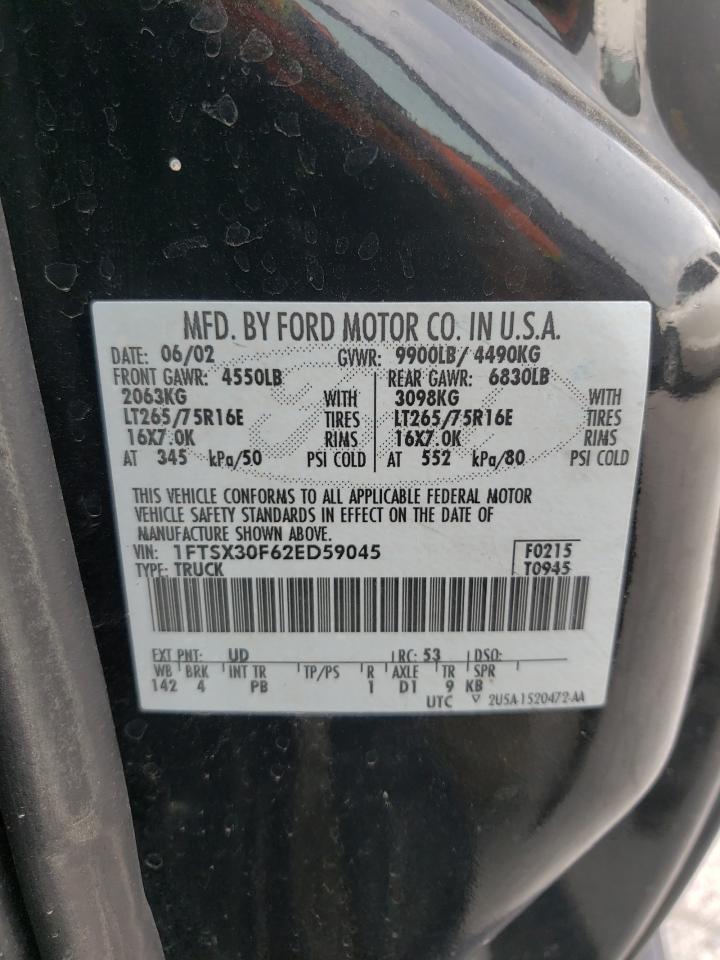 MFD. BY FORD MOTOR CO. IN U.S.A.
DATE: 06/02 GVWR: 9900LB/ 4490KG
FRONT GAWR: 4550LB REAR GAWR: 6830LB
2063KG WITH 3098KG WITH
LT265/75R16E TIRES LT265/75R16E TIRES
16X7.0K RIMS 16X7.0K RIMS
AT 345 kPa/50 PSI COLD AT 552 kPa/80 PSI COLD
THIS VEHICLE CONFORMS TO ALL APPLICABLE FEDERAL MOTOR
VEHICLE SAFETY STANDARDS IN EFFECT ON THE DATE OF
MANUFACTURE SHOWN ABOVE.
VIN: 1FTSX30F62ED59045 F0215
TYPE: TRUCK T0945
EXT PNT: UD RC: 53 DSO:
WB BRK INT TR TP/PS R AXLE TR SPR
142 4 PB 1 D1 9 KB
UTC ▽ 2U5A-1520472-AA